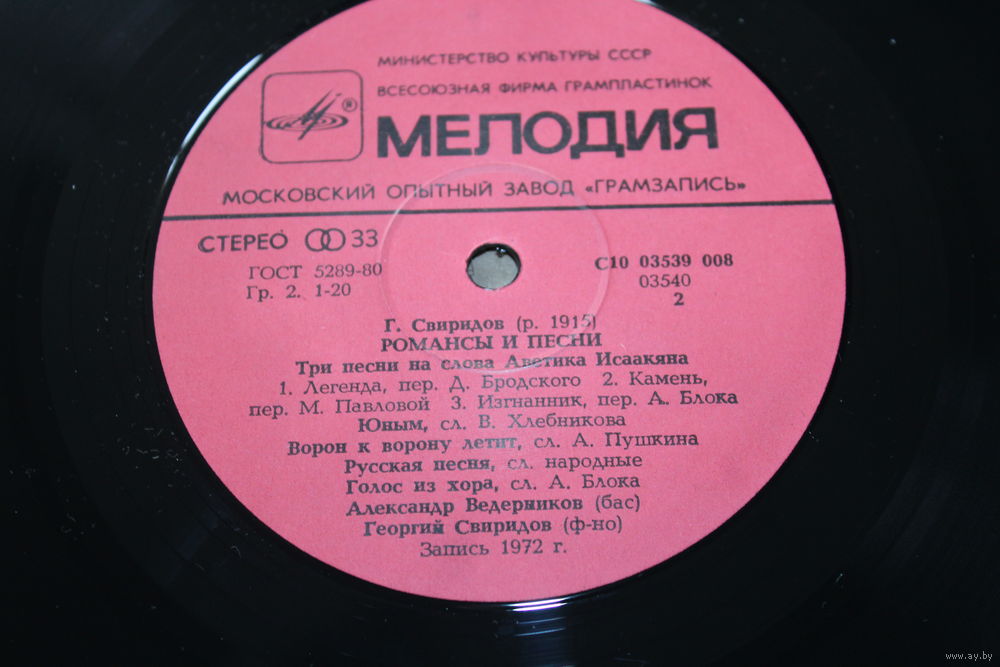 МИНИСТЕРСТВО КУЛЬТУРЫ СССР
ВСЕСОЮЗНАЯ ФИРМА ГРАМПЛАСТИНОК
®
МЕЛОДИЯ
МОСКОВСКИЙ ОПЫТНЫЙ ЗАВОД «ГРАМЗАПИСЬ»
СТЕРЕО 33
ГОСТ 5289-80
Гр. 2. 1-20
С10 03539 008
03540
2
Г. Свиридов (р. 1915)
РОМАНСЫ И ПЕСНИ
Три песни на слова Аветика Исаакяна
1. Легенда, пер. Д. Бродского 2. Камень,
пер. М. Павловой 3. Изгнанник, пер. А. Блока
Юным, сл. В. Хлебникова
Ворон к ворону летит, сл. А. Пушкина
Русская песня, сл. народные
Голос из хора, сл. А. Блока
Александр Ведерников (бас)
Георгий Свиридов (ф-но)
Запись 1972 г.
www.ay.by